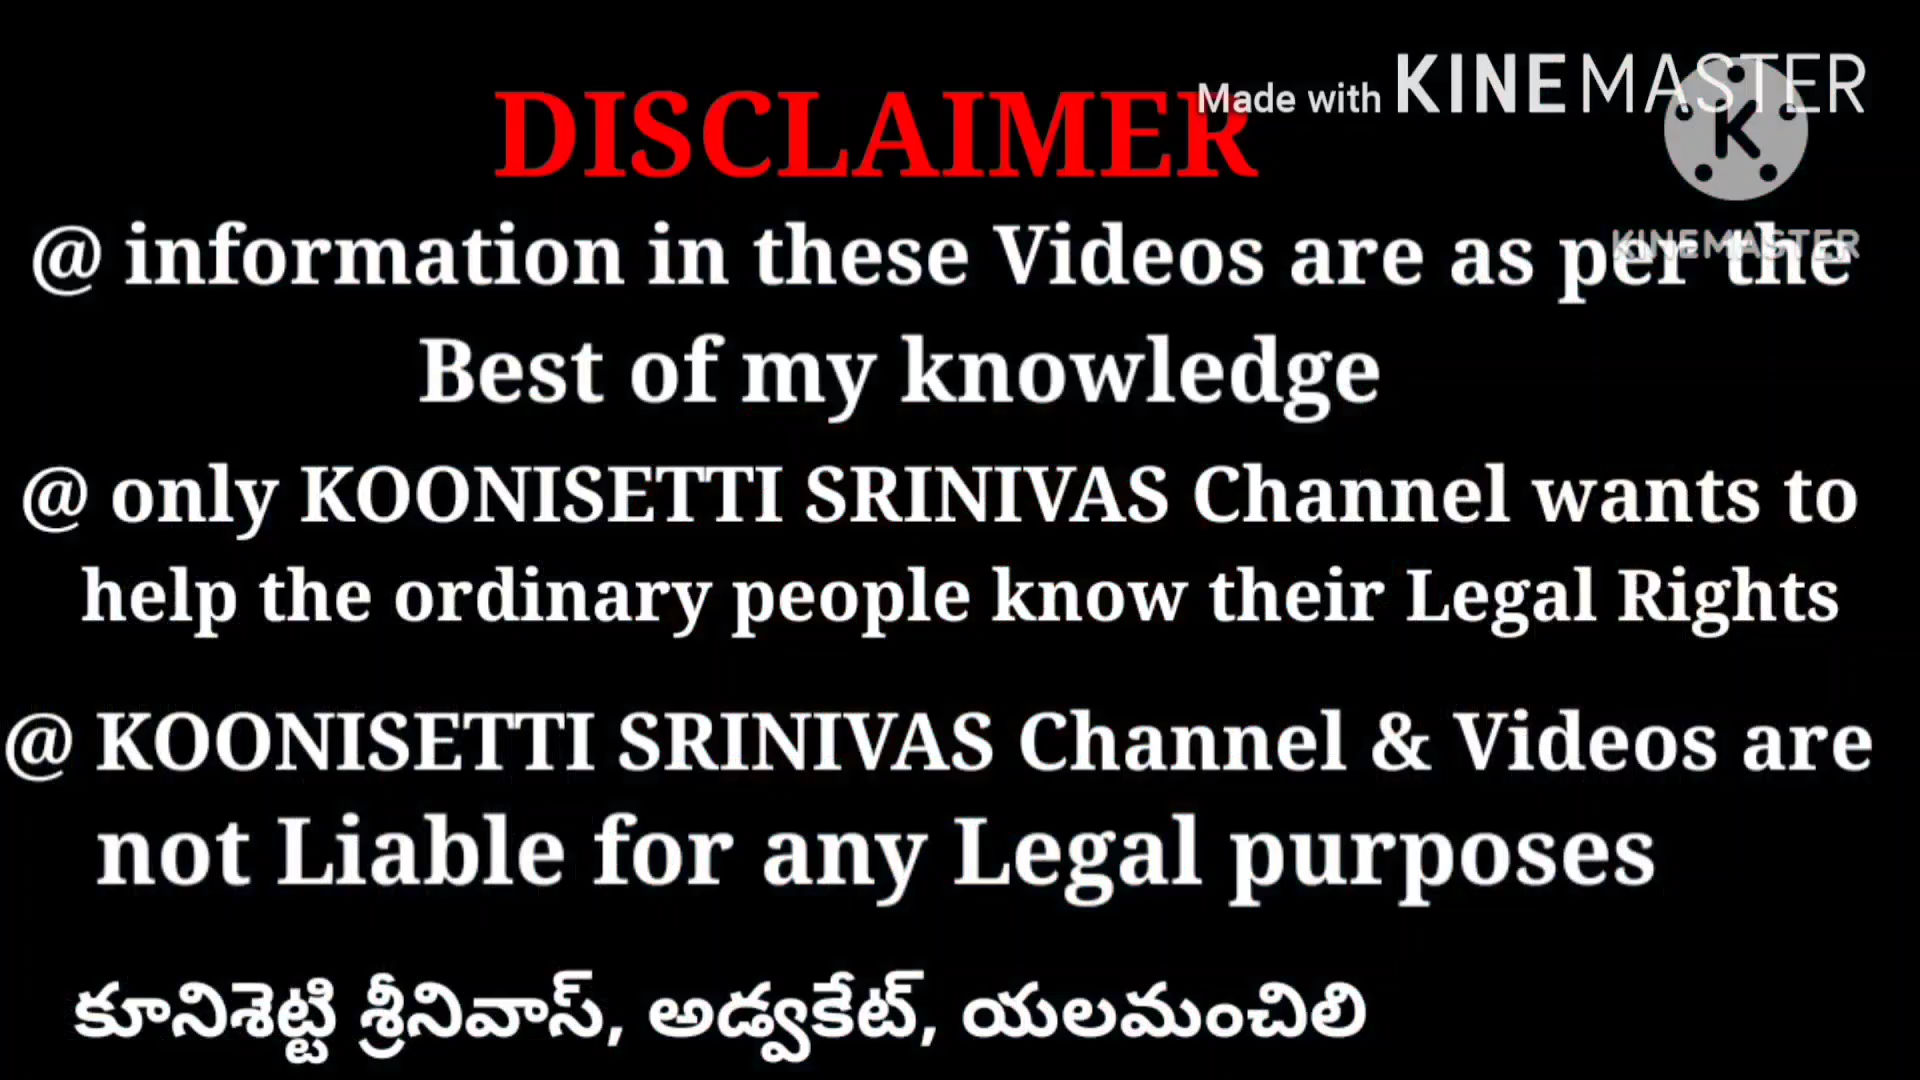 Made with KINEMASTER
DISCLAIMER
K
KINEMASTER
@ information in these Videos are as per the
Best of my knowledge
@ only KOONISETTI SRINIVAS Channel wants to
help the ordinary people know their Legal Rights
@ KOONISETTI SRINIVAS Channel & Videos are
not Liable for any Legal purposes
కూనిశెట్టి శ్రీనివాస్, అడ్వకేట్, యలమంచిలి